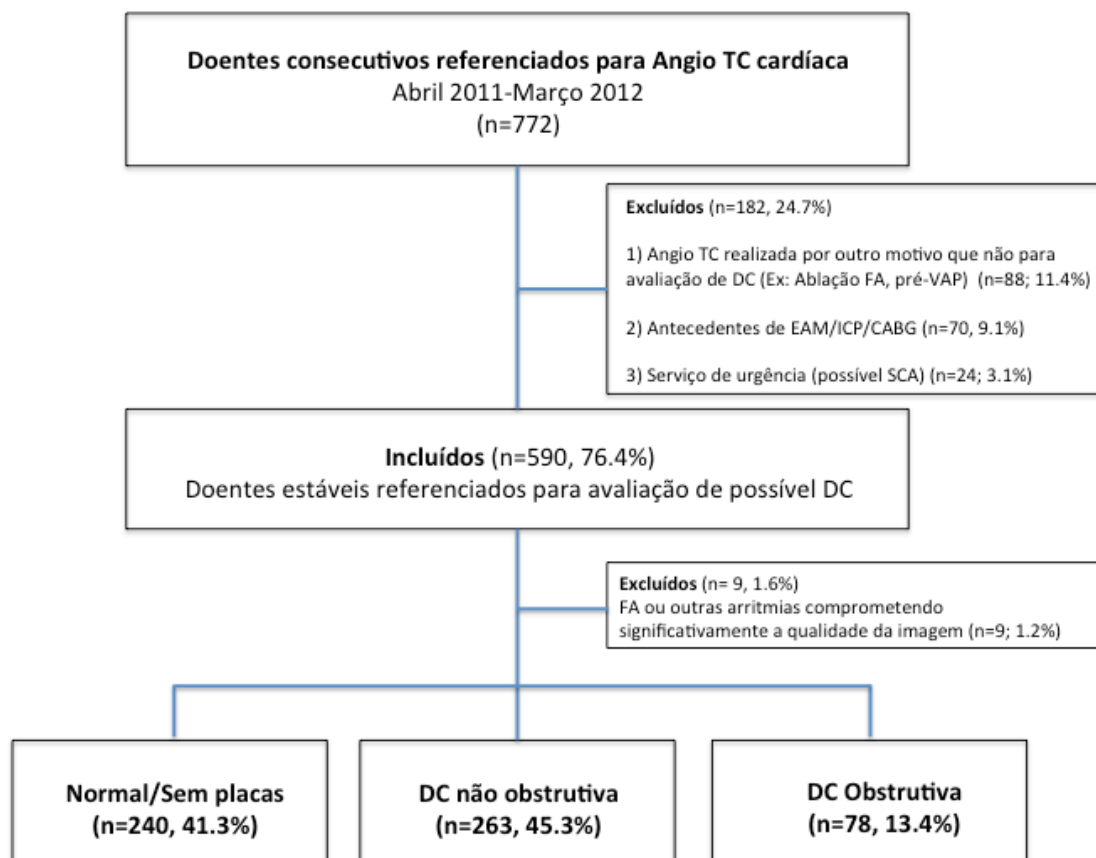 Doentes consecutivos referenciados para Angio TC cardíaca
Abril 2011-Março 2012
(n=772)
Excluídos (n=182, 24.7%)
1) Angio TC realizada por outro motivo que não para
avaliação de DC (Ex: Ablação FA, pré-VAP) (n=88; 11.4%)
2) Antecedentes de EAM/ICP/CABG (n=70, 9.1%)
3) Serviço de urgência (possível SCA) (n=24; 3.1%)
Incluídos (n=590, 76.4%)
Doentes estáveis referenciados para avaliação de possível DC
Excluídos (n= 9, 1.6%)
FA ou outras arritmias comprometendo
significativamente a qualidade da imagem (n=9; 1.2%)
Normal/Sem placas
(n=240, 41.3%)
DC não obstrutiva
(n=263, 45.3%)
DC Obstrutiva
(n=78, 13.4%)